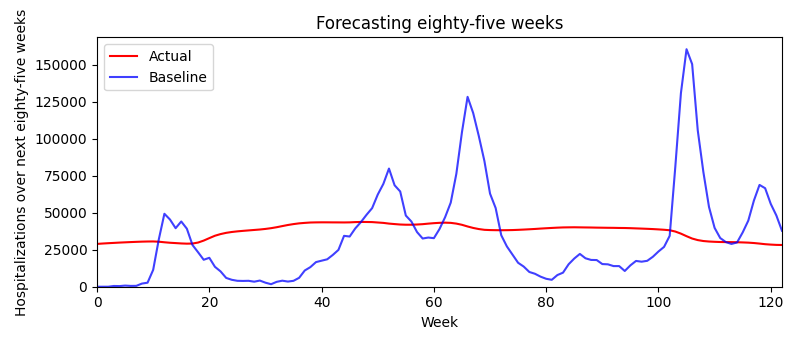 Forecasting eighty-five weeks
Hospitalizations over next eighty-five weeks
150000
125000
100000
75000
50000
25000
0
Actual
Baseline
0 20 40 60 80 100 120
Week